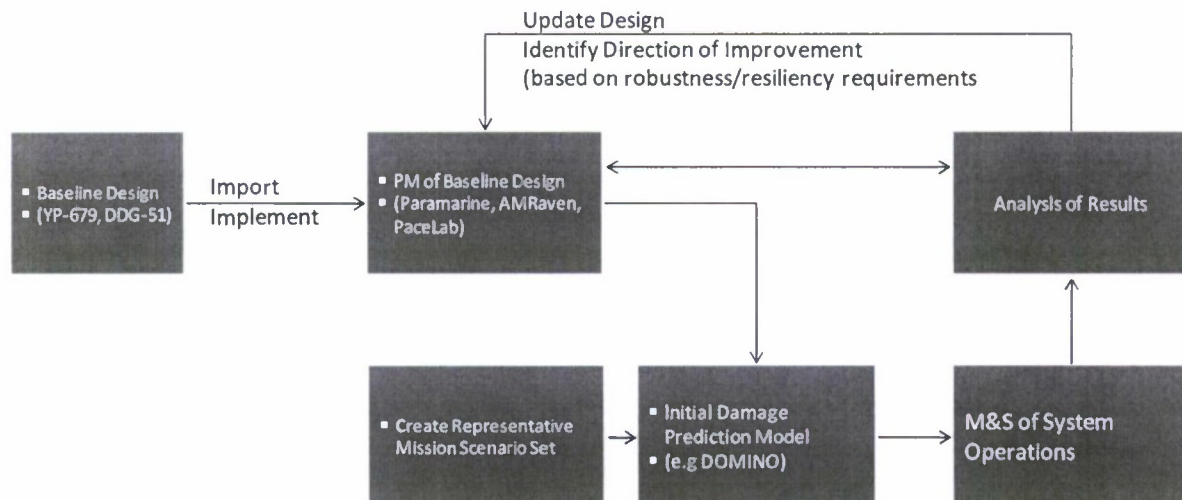 Update Design
Identify Direction of Improvement
(based on robustness/resiliency requirements
▪ Baseline Design
▪ (YP-679, DDG-51)
Import
Implement
▪ PM of Baseline Design
▪ (Paramarine, AMRaven,
PaceLab)
Analysis of Results
▪ Create Representative
Mission Scenario Set
▪ Initial Damage
Prediction Model
▪ (e.g DOMINO)
M&S of System
Operations